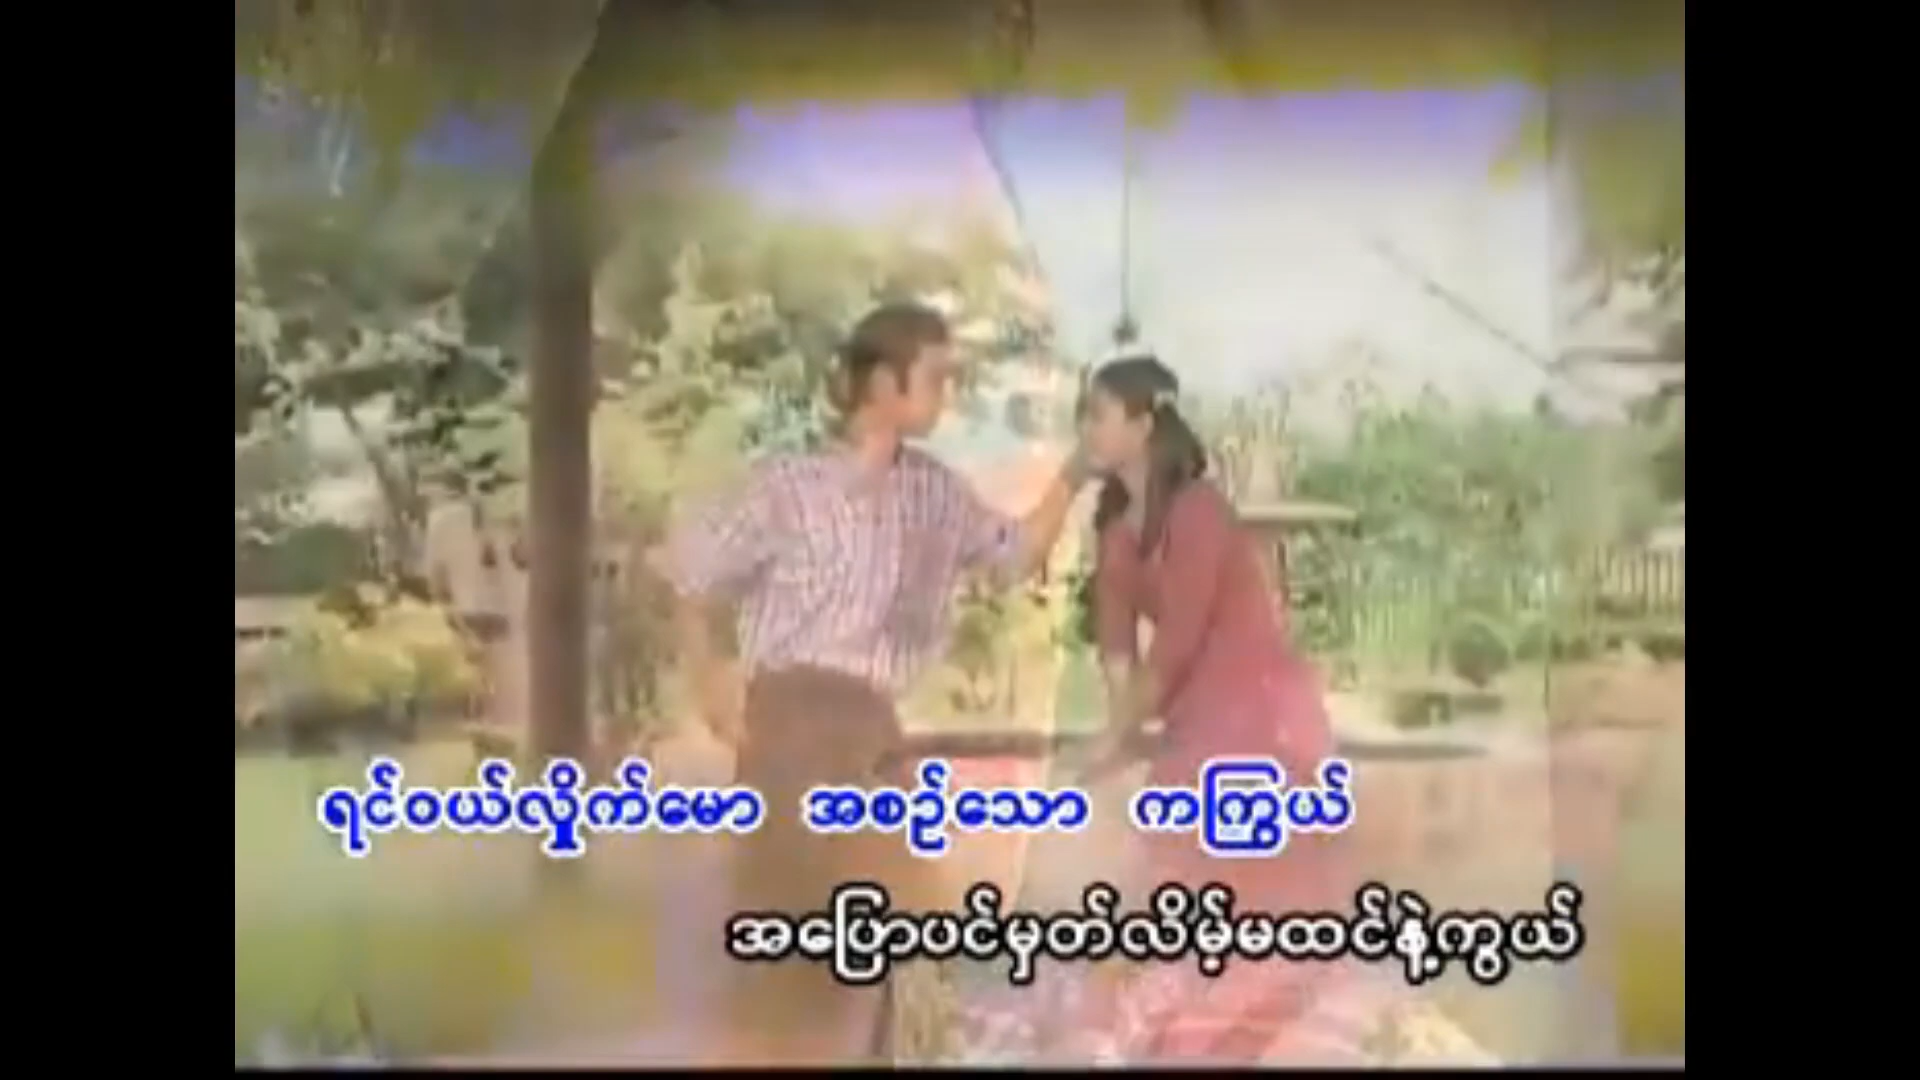 ရင်ဝယ်လှိုက်မော အစဉ်သော ကကြွယ်
အပြောပင်မှတ်လိမ့်မထင်နဲ့ကွယ်